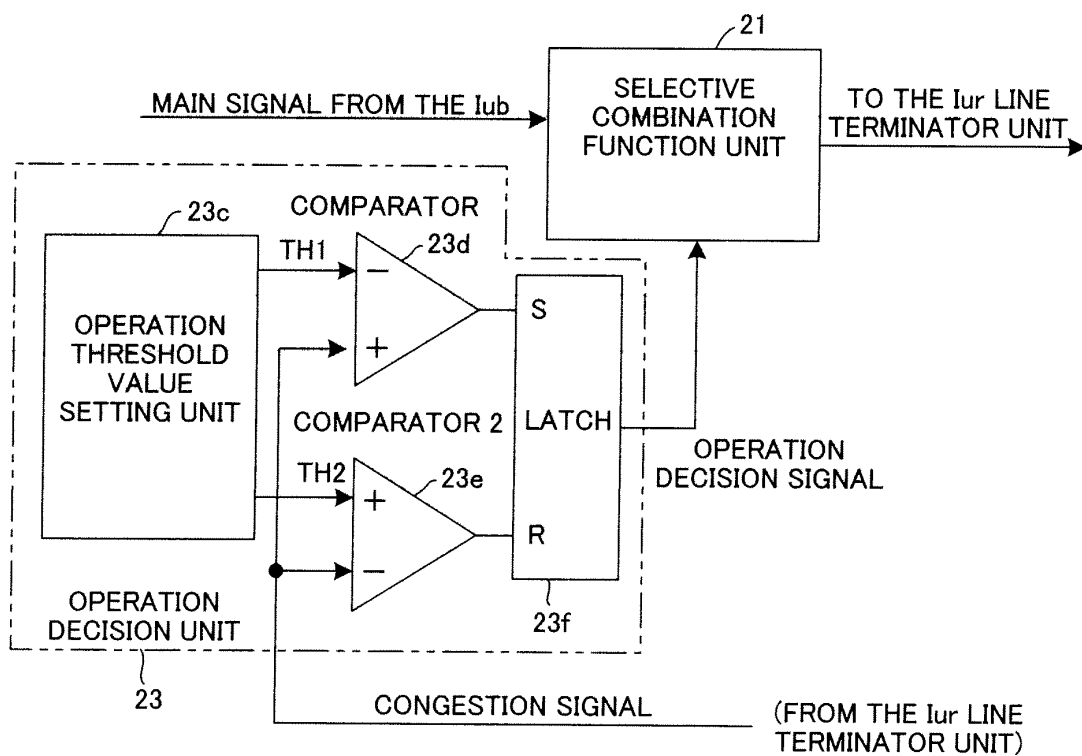 21
SELECTIVE
COMBINATION
FUNCTION UNIT
MAIN SIGNAL FROM THE Iub
TO THE Iur LINE
TERMINATOR UNIT
23c
COMPARATOR
23d
TH1
−
+
OPERATION
THRESHOLD
VALUE
SETTING UNIT
S
LATCH
R
COMPARATOR 2
TH2
23e
+
−
OPERATION
DECISION SIGNAL
23f
OPERATION
DECISION UNIT
23
CONGESTION SIGNAL
(FROM THE Iur LINE
TERMINATOR UNIT)